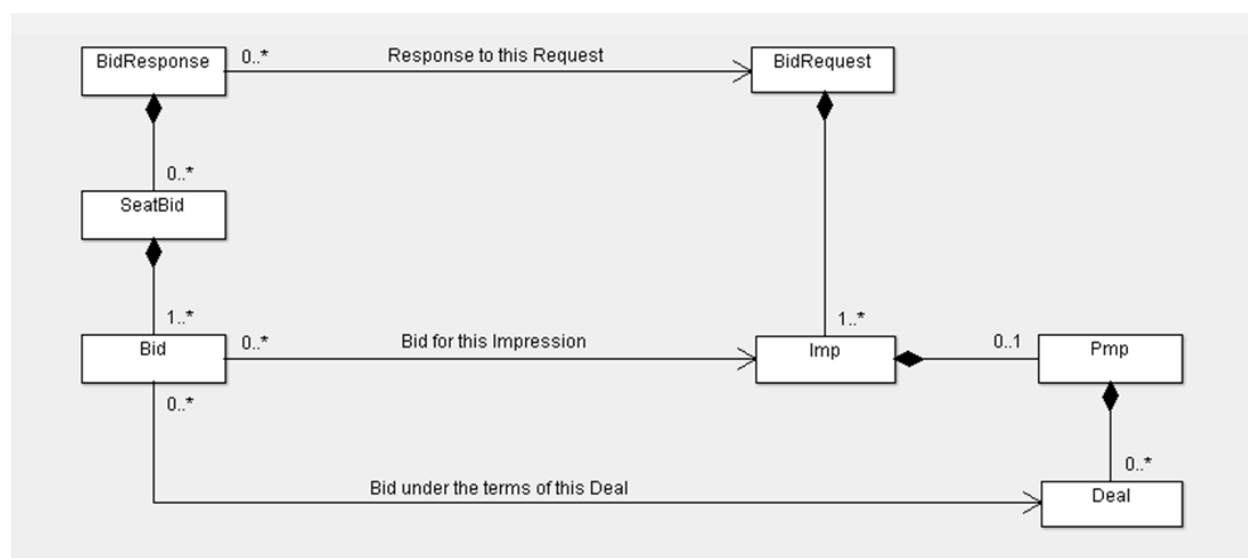 BidResponse
0..*
Response to this Request
BidRequest
0..*
SeatBid
1..*
Bid
0..*
Bid for this Impression
1..*
Imp
0..1
Pmp
0..*
Bid under the terms of this Deal
0..*
Deal